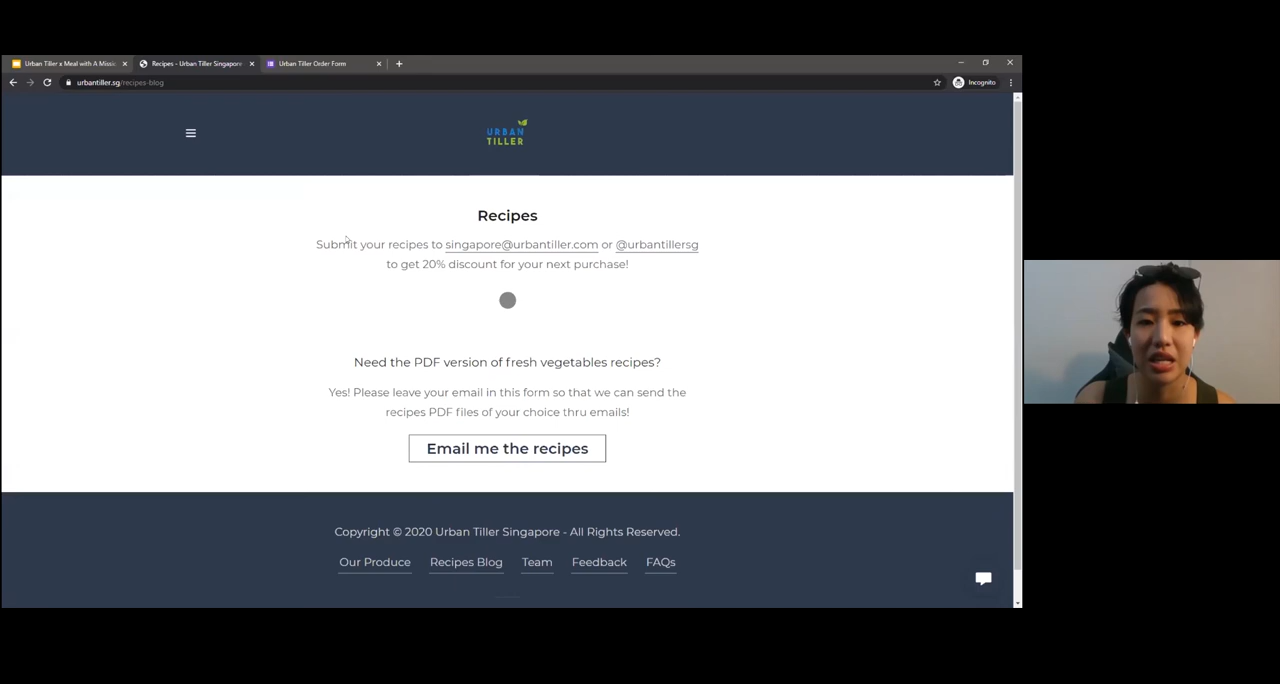 Urban Tiller x Meal with A Missi
Recipes - Urban Tiller Singapore
Urban Tiller Order Form
urbantiller.sg/recipes-blog
Incognito
URBAN
TILLER
Recipes
Submit your recipes to singapore@urbantiller.com or @urbantillersg
to get 20% discount for your next purchase!
Need the PDF version of fresh vegetables recipes?
Yes! Please leave your email in this form so that we can send the
recipes PDF files of your choice thru emails!
Email me the recipes
Copyright © 2020 Urban Tiller Singapore - All Rights Reserved.
Our Produce Recipes Blog Team Feedback FAQs